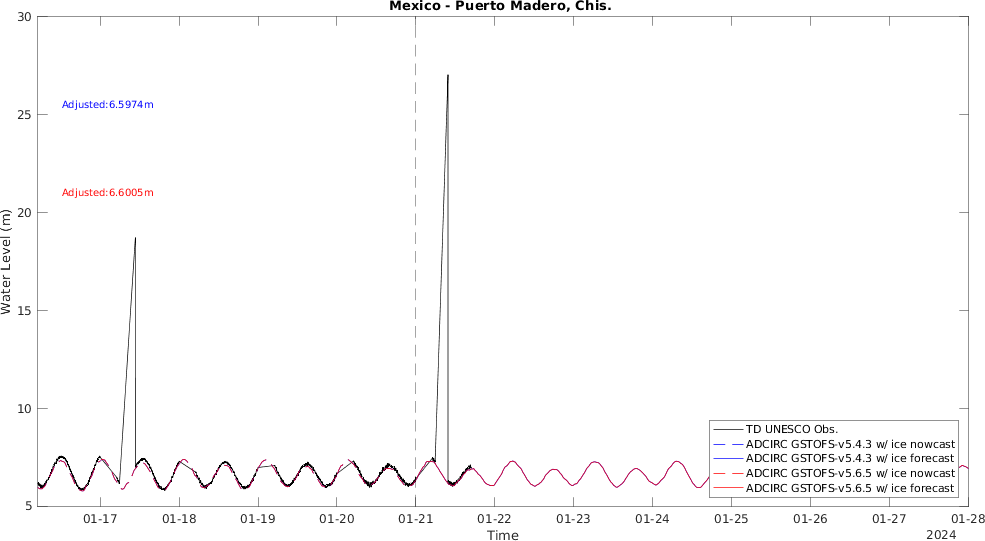 Mexico - Puerto Madero, Chis.
30
25
20
15
10
5
Water Level (m)
Adjusted:6.5974m
Adjusted:6.6005m
TD UNESCO Obs.
ADCIRC GSTOFS-v5.4.3 w/ ice nowcast
ADCIRC GSTOFS-v5.4.3 w/ ice forecast
ADCIRC GSTOFS-v5.6.5 w/ ice nowcast
ADCIRC GSTOFS-v5.6.5 w/ ice forecast
01-17 01-18 01-19 01-20 01-21 01-22 01-23 01-24 01-25 01-26 01-27 01-28
Time
2024